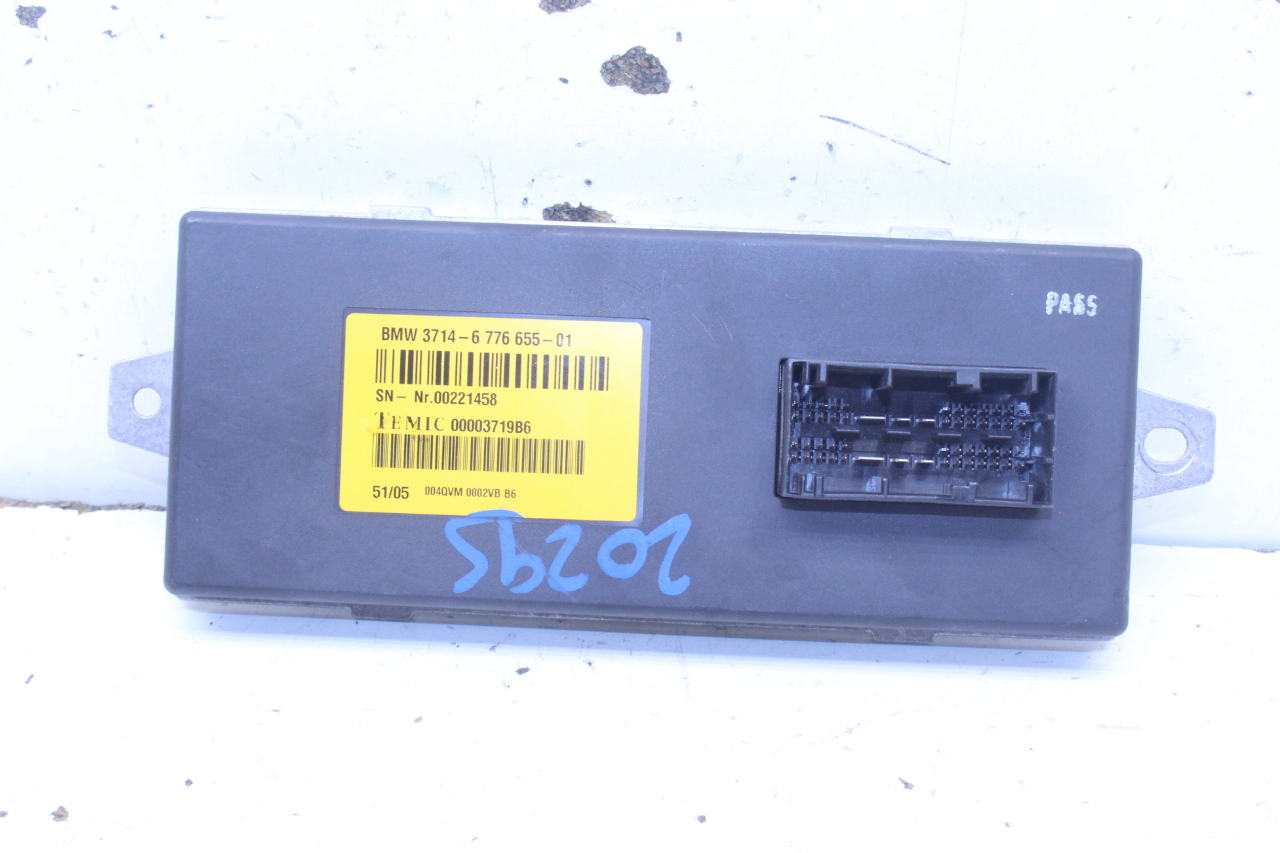 BMW 3714-6 776 655-01
SN- Nr.00221458
TEMIC 00003719B6
51/05 004QVM 0002VB B6
PASS
20295